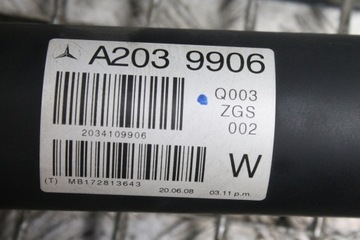 A203 9906
Q003
ZGS
002
2034109906
W
(T) MB172813643 20.06.08 03.11.p.m.